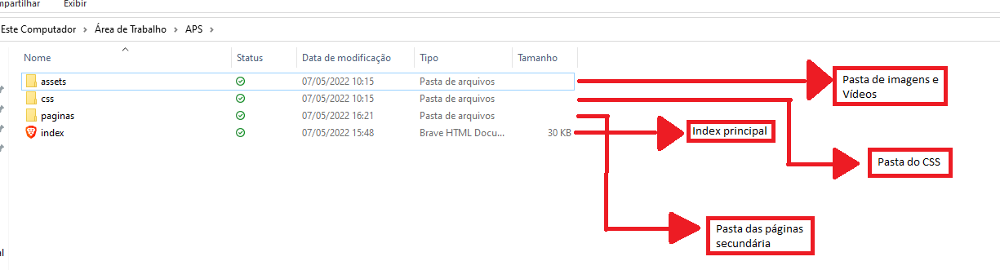 mpartilhar Exibir
Este Computador > Área de Trabalho > APS >
Nome Status Data de modificação Tipo Tamanho
assets 07/05/2022 10:15 Pasta de arquivos
css 07/05/2022 10:15 Pasta de arquivos
paginas 07/05/2022 16:21 Pasta de arquivos
index 07/05/2022 15:48 Brave HTML Docu... 30 KB
Pasta de imagens e
Vídeos
Index principal
Pasta do CSS
Pasta das páginas
secundária
al